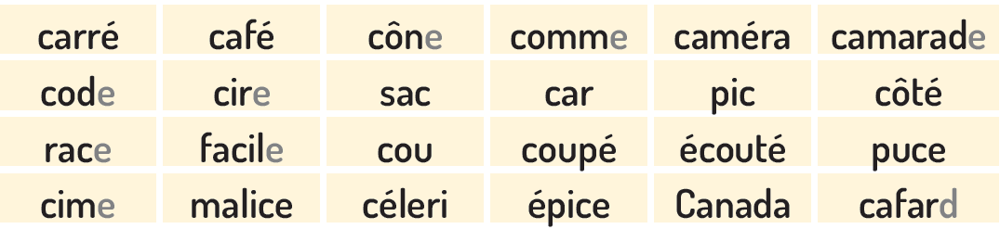 carré café cône comme caméra camarade
code cire sac car pic côté
race facile cou coupé écouté puce
cime malice céleri épice Canada cafard